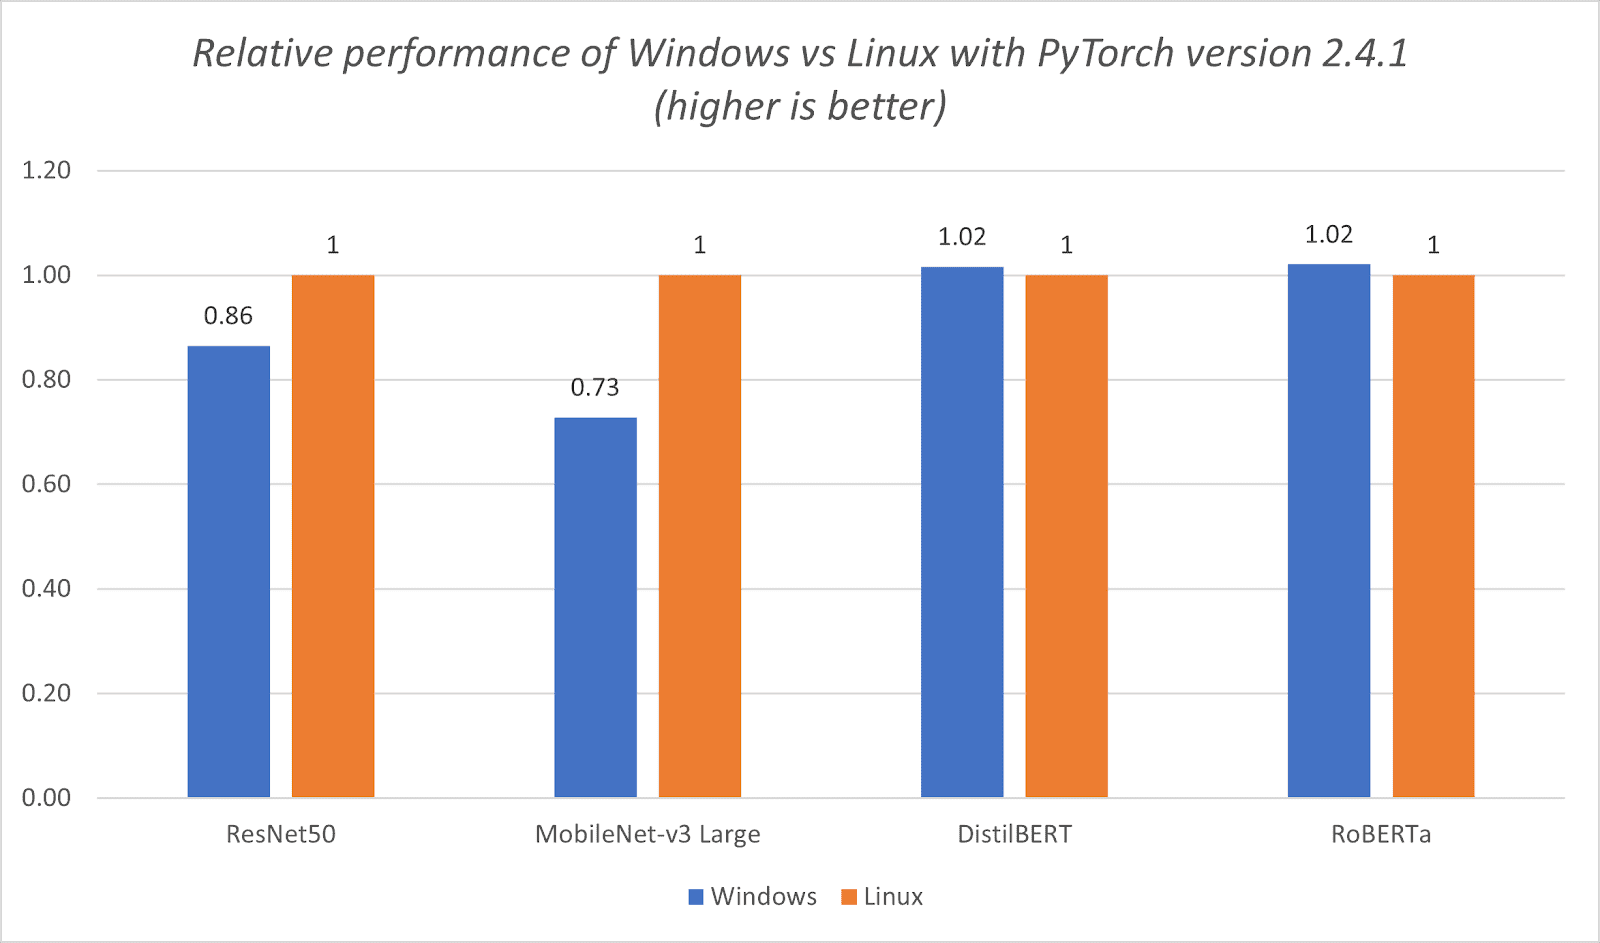 Relative performance of Windows vs Linux with PyTorch version 2.4.1
(higher is better)
1.20
1.00
0.80
0.60
0.40
0.20
0.00
0.86
1
0.73
1
1.02
1
1.02
1
ResNet50
MobileNet-v3 Large
DistilBERT
RoBERTa
Windows
Linux